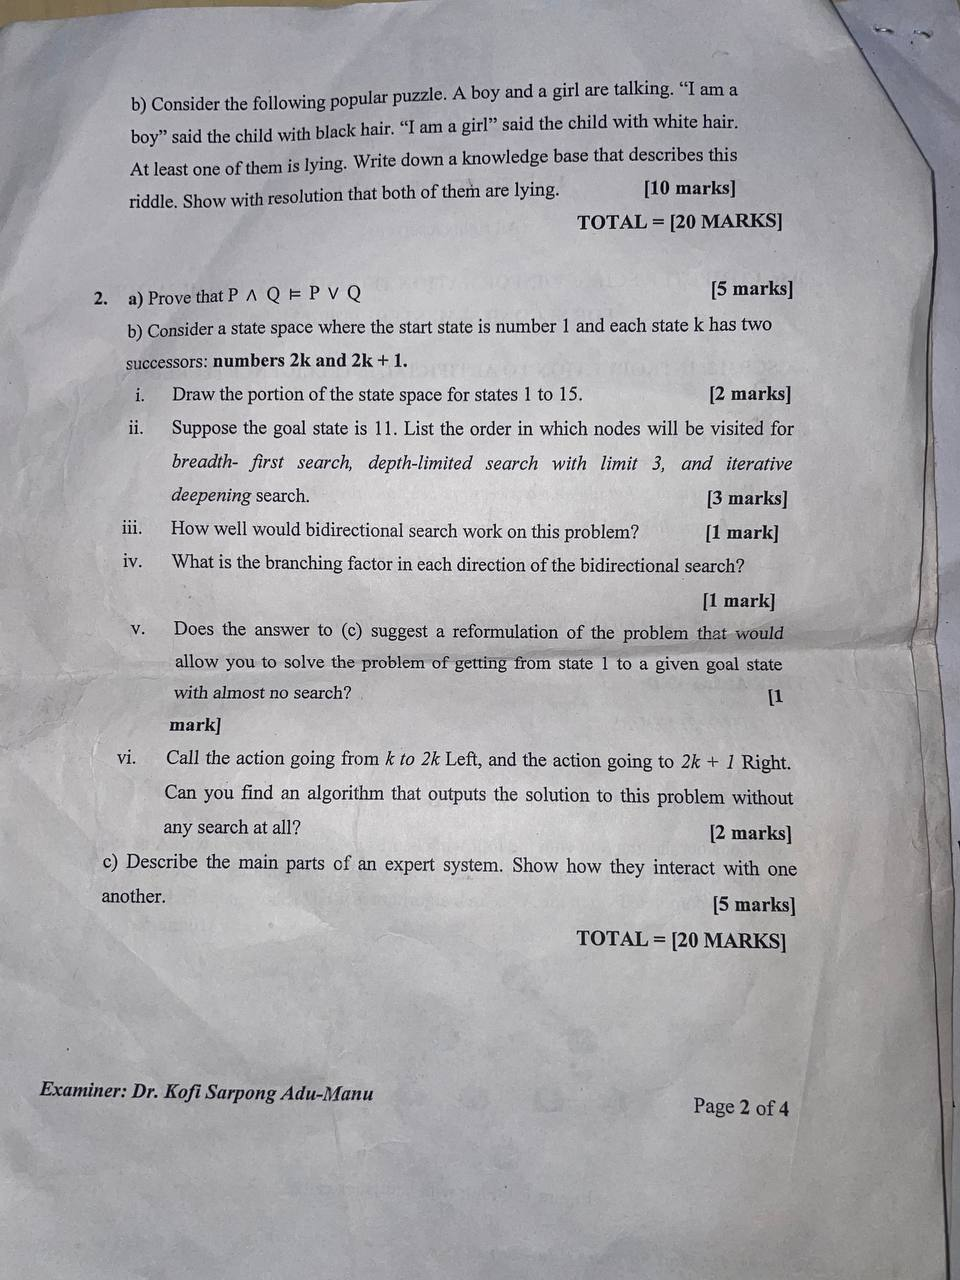 b) Consider the following popular puzzle. A boy and a girl are talking. “I am a
boy” said the child with black hair. “I am a girl” said the child with white hair.
At least one of them is lying. Write down a knowledge base that describes this
riddle. Show with resolution that both of them are lying. [10 marks]
TOTAL = [20 MARKS]
2. a) Prove that P ∧ Q ⊨ P ∨ Q [5 marks]
b) Consider a state space where the start state is number 1 and each state k has two
successors: numbers 2k and 2k + 1.
i. Draw the portion of the state space for states 1 to 15. [2 marks]
ii. Suppose the goal state is 11. List the order in which nodes will be visited for
breadth- first search, depth-limited search with limit 3, and iterative
deepening search. [3 marks]
iii. How well would bidirectional search work on this problem? [1 mark]
iv. What is the branching factor in each direction of the bidirectional search?
[1 mark]
v. Does the answer to (c) suggest a reformulation of the problem that would
allow you to solve the problem of getting from state 1 to a given goal state
with almost no search? [1
mark]
vi. Call the action going from k to 2k Left, and the action going to 2k + 1 Right.
Can you find an algorithm that outputs the solution to this problem without
any search at all? [2 marks]
c) Describe the main parts of an expert system. Show how they interact with one
another. [5 marks]
TOTAL = [20 MARKS]
Examiner: Dr. Kofi Sarpong Adu-Manu
Page 2 of 4